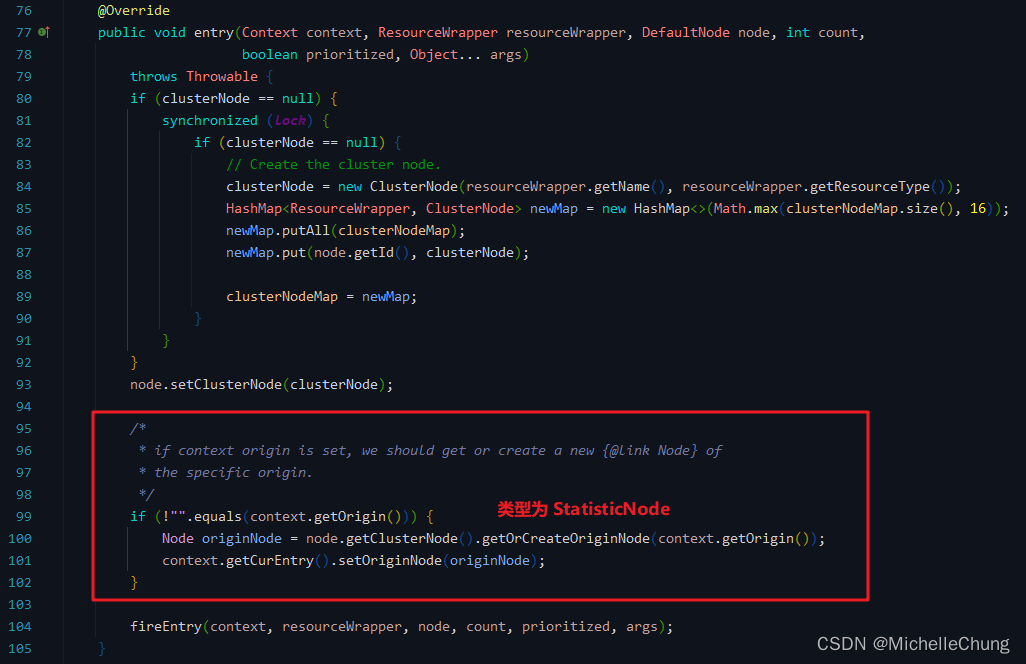 76 @Override
77 public void entry(Context context, ResourceWrapper resourceWrapper, DefaultNode node, int count,
78 boolean prioritized, Object... args)
79 throws Throwable {
80 if (clusterNode == null) {
81 synchronized (lock) {
82 if (clusterNode == null) {
83 // Create the cluster node.
84 clusterNode = new ClusterNode(resourceWrapper.getName(), resourceWrapper.getResourceType());
85 HashMap<ResourceWrapper, ClusterNode> newMap = new HashMap<>(Math.max(clusterNodeMap.size(), 16));
86 newMap.putAll(clusterNodeMap);
87 newMap.put(node.getId(), clusterNode);
88
89 clusterNodeMap = newMap;
90 }
91 }
92 }
93 node.setClusterNode(clusterNode);
94
95 /*
96 * if context origin is set, we should get or create a new {@link Node} of
97 * the specific origin.
98 */
99 if (!"".equals(context.getOrigin())) {
类型为 StatisticNode
100 Node originNode = node.getClusterNode().getOrCreateOriginNode(context.getOrigin());
101 context.getCurEntry().setOriginNode(originNode);
102 }
103
104 fireEntry(context, resourceWrapper, node, count, prioritized, args);
105 }
CSDN @MichelleChung